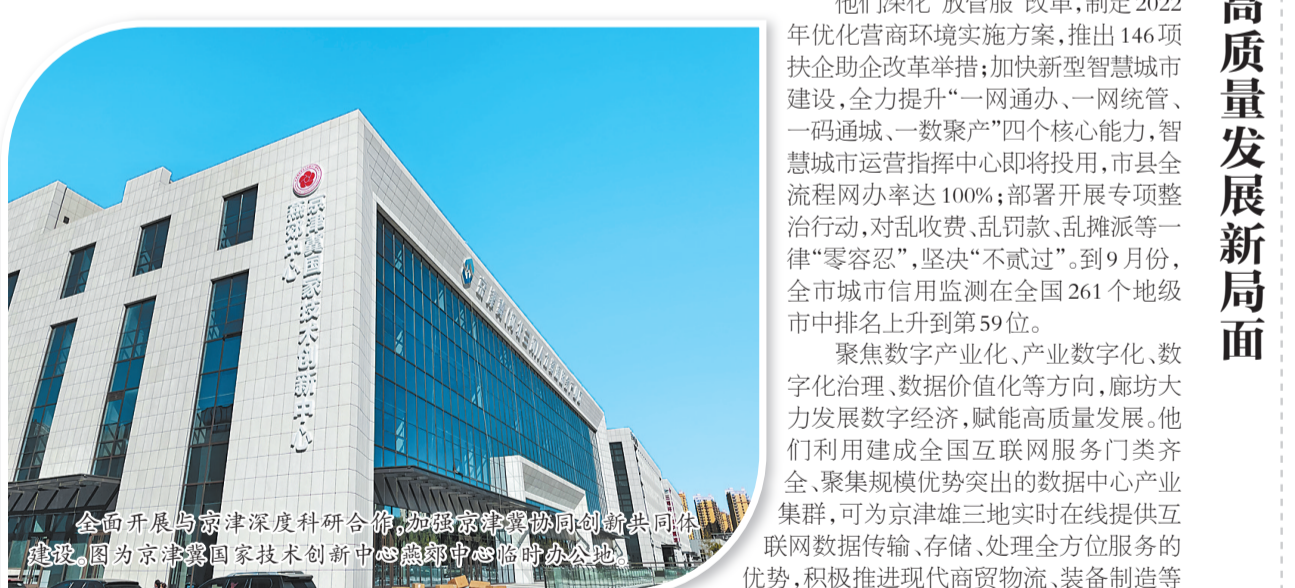 高质量发展新局面
他们深化“放管服”改革，制定2022
年优化营商环境实施方案，推出146项
扶企助企改革举措；加快新型智慧城市
建设，全力提升“一网通办、一网统管、
一码通城、一数聚产”四个核心能力，智
慧城市运营指挥中心即将投用，市县全
流程网办率达100%；部署开展专项整
治行动，对乱收费、乱罚款、乱摊派等一
律“零容忍”，坚决“不贰过”。到9月份，
全市城市信用监测在全国261个地级
市中排名上升到第59位。
聚焦数字产业化、产业数字化、数
字化治理、数据价值化等方向，廊坊大
力发展数字经济，赋能高质量发展。他
们利用建成全国互联网服务门类齐
全、聚集规模优势突出的数据中心产业
集群，可为京津雄三地实时在线提供互
联网数据传输、存储、处理全方位服务的
优势，积极推进现代商贸物流、装备制造等
京津冀国家技术创新中心
燕郊中心
全面开展与京津深度科研合作，加强京津冀协同创新共同体
建设。图为京津冀国家技术创新中心燕郊中心临时办公地。